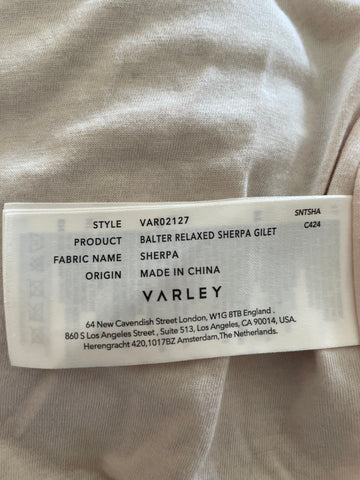 STYLE VAR02127
PRODUCT BALTER RELAXED SHERPA GILET
FABRIC NAME SHERPA
ORIGIN MADE IN CHINA
SNTSHA
C424
VARLEY
64 New Cavendish Street London, W1G 8TB England .
860 S Los Angeles Street , Suite 513, Los Angeles, CA 90014, USA.
Herengracht 420,1017BZ Amsterdam,The Netherlands.